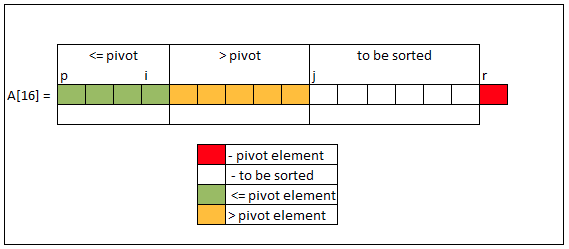 <= pivot > pivot to be sorted
p i j r
A[16] =
- pivot element
- to be sorted
<= pivot element
> pivot element